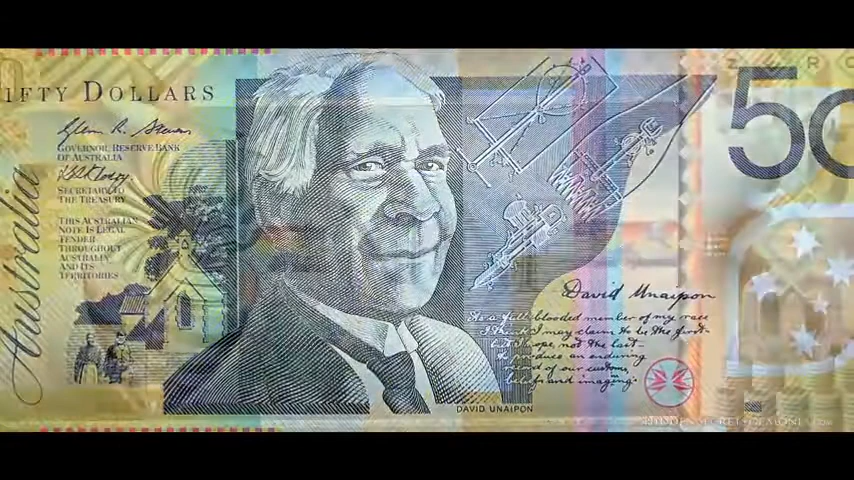 FIFTY DOLLARS
Glenn R. Stevens
GOVERNOR, RESERVE BANK
OF AUSTRALIA
SECRETARY TO
THE TREASURY
THIS AUSTRALIAN
NOTE IS LEGAL
TENDER
THROUGHOUT
AUSTRALIA
AND ITS
TERRITORIES
Australia
50
David Unaipon
As a full-blooded member of my race
I think I may claim to be the first
but I hope, not the last
to produce an enduring
record of our customs,
beliefs and imaginings.
DAVID UNAIPON